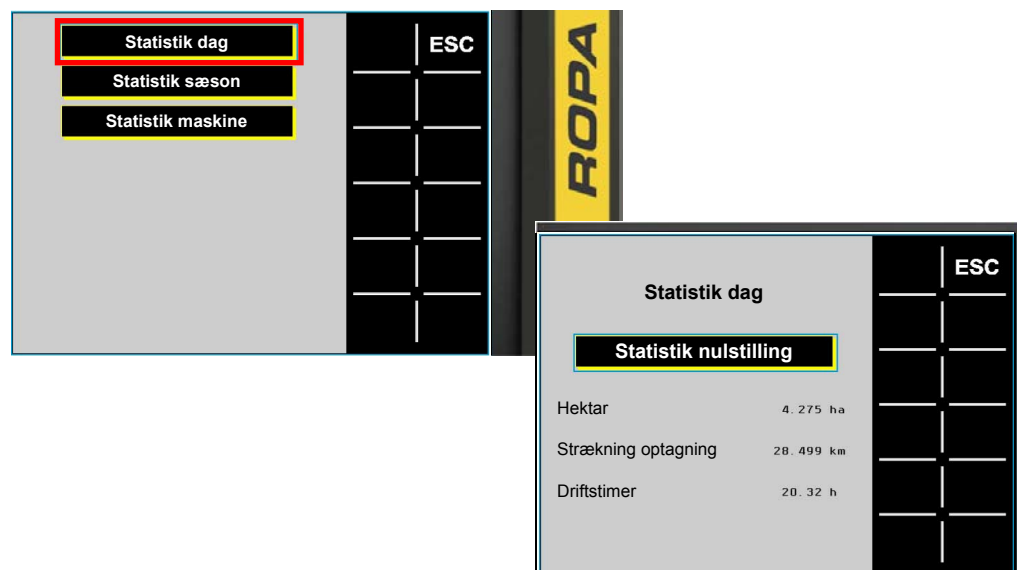 Statistik dag
ESC
Statistik sæson
Statistik maskine
ROPA
ESC
Statistik dag
Statistik nulstilling
Hektar 4.275 ha
Strækning optagning 28.499 km
Driftstimer 20.32 h